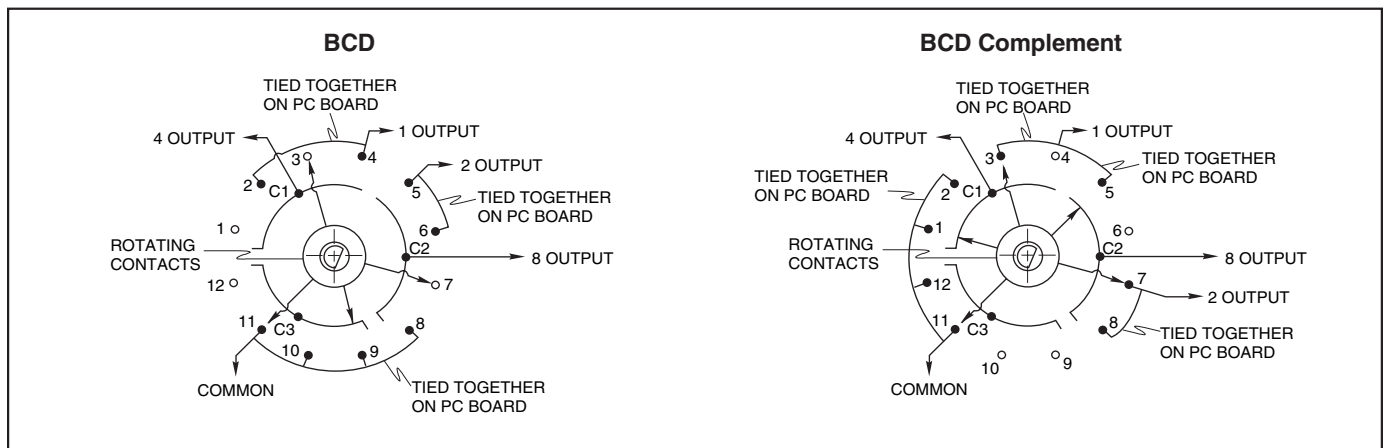 BCD
TIED TOGETHER
ON PC BOARD
4 OUTPUT
1 OUTPUT
3
4
2 OUTPUT
2
C1
5
TIED TOGETHER
ON PC BOARD
1
6
C2
ROTATING
CONTACTS
8 OUTPUT
12
7
11
C3
8
10
9
COMMON
TIED TOGETHER
ON PC BOARD
BCD Complement
TIED TOGETHER
ON PC BOARD
4 OUTPUT
1 OUTPUT
3
4
TIED TOGETHER
ON PC BOARD
TIED TOGETHER
ON PC BOARD
2
C1
5
1
6
C2
ROTATING
CONTACTS
8 OUTPUT
12
7
2 OUTPUT
11
C3
8
TIED TOGETHER
ON PC BOARD
10
9
COMMON